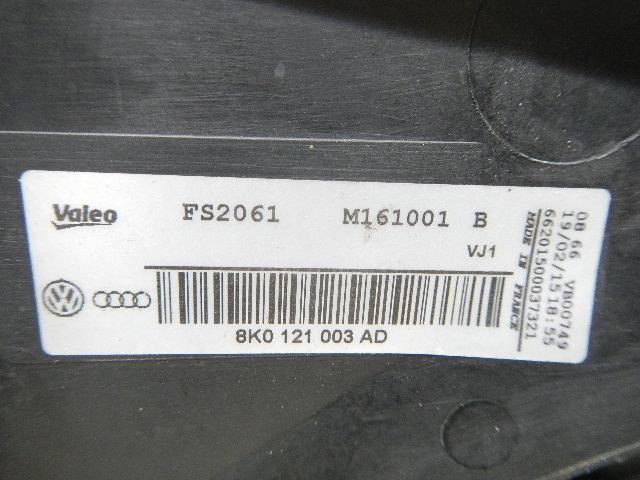 Valeo FS2061 M161001 B
VJ1
8K0 121 003 AD
MADE IN FRANCE
66201500037321
19/02/15 18:55
08 66 VB00749